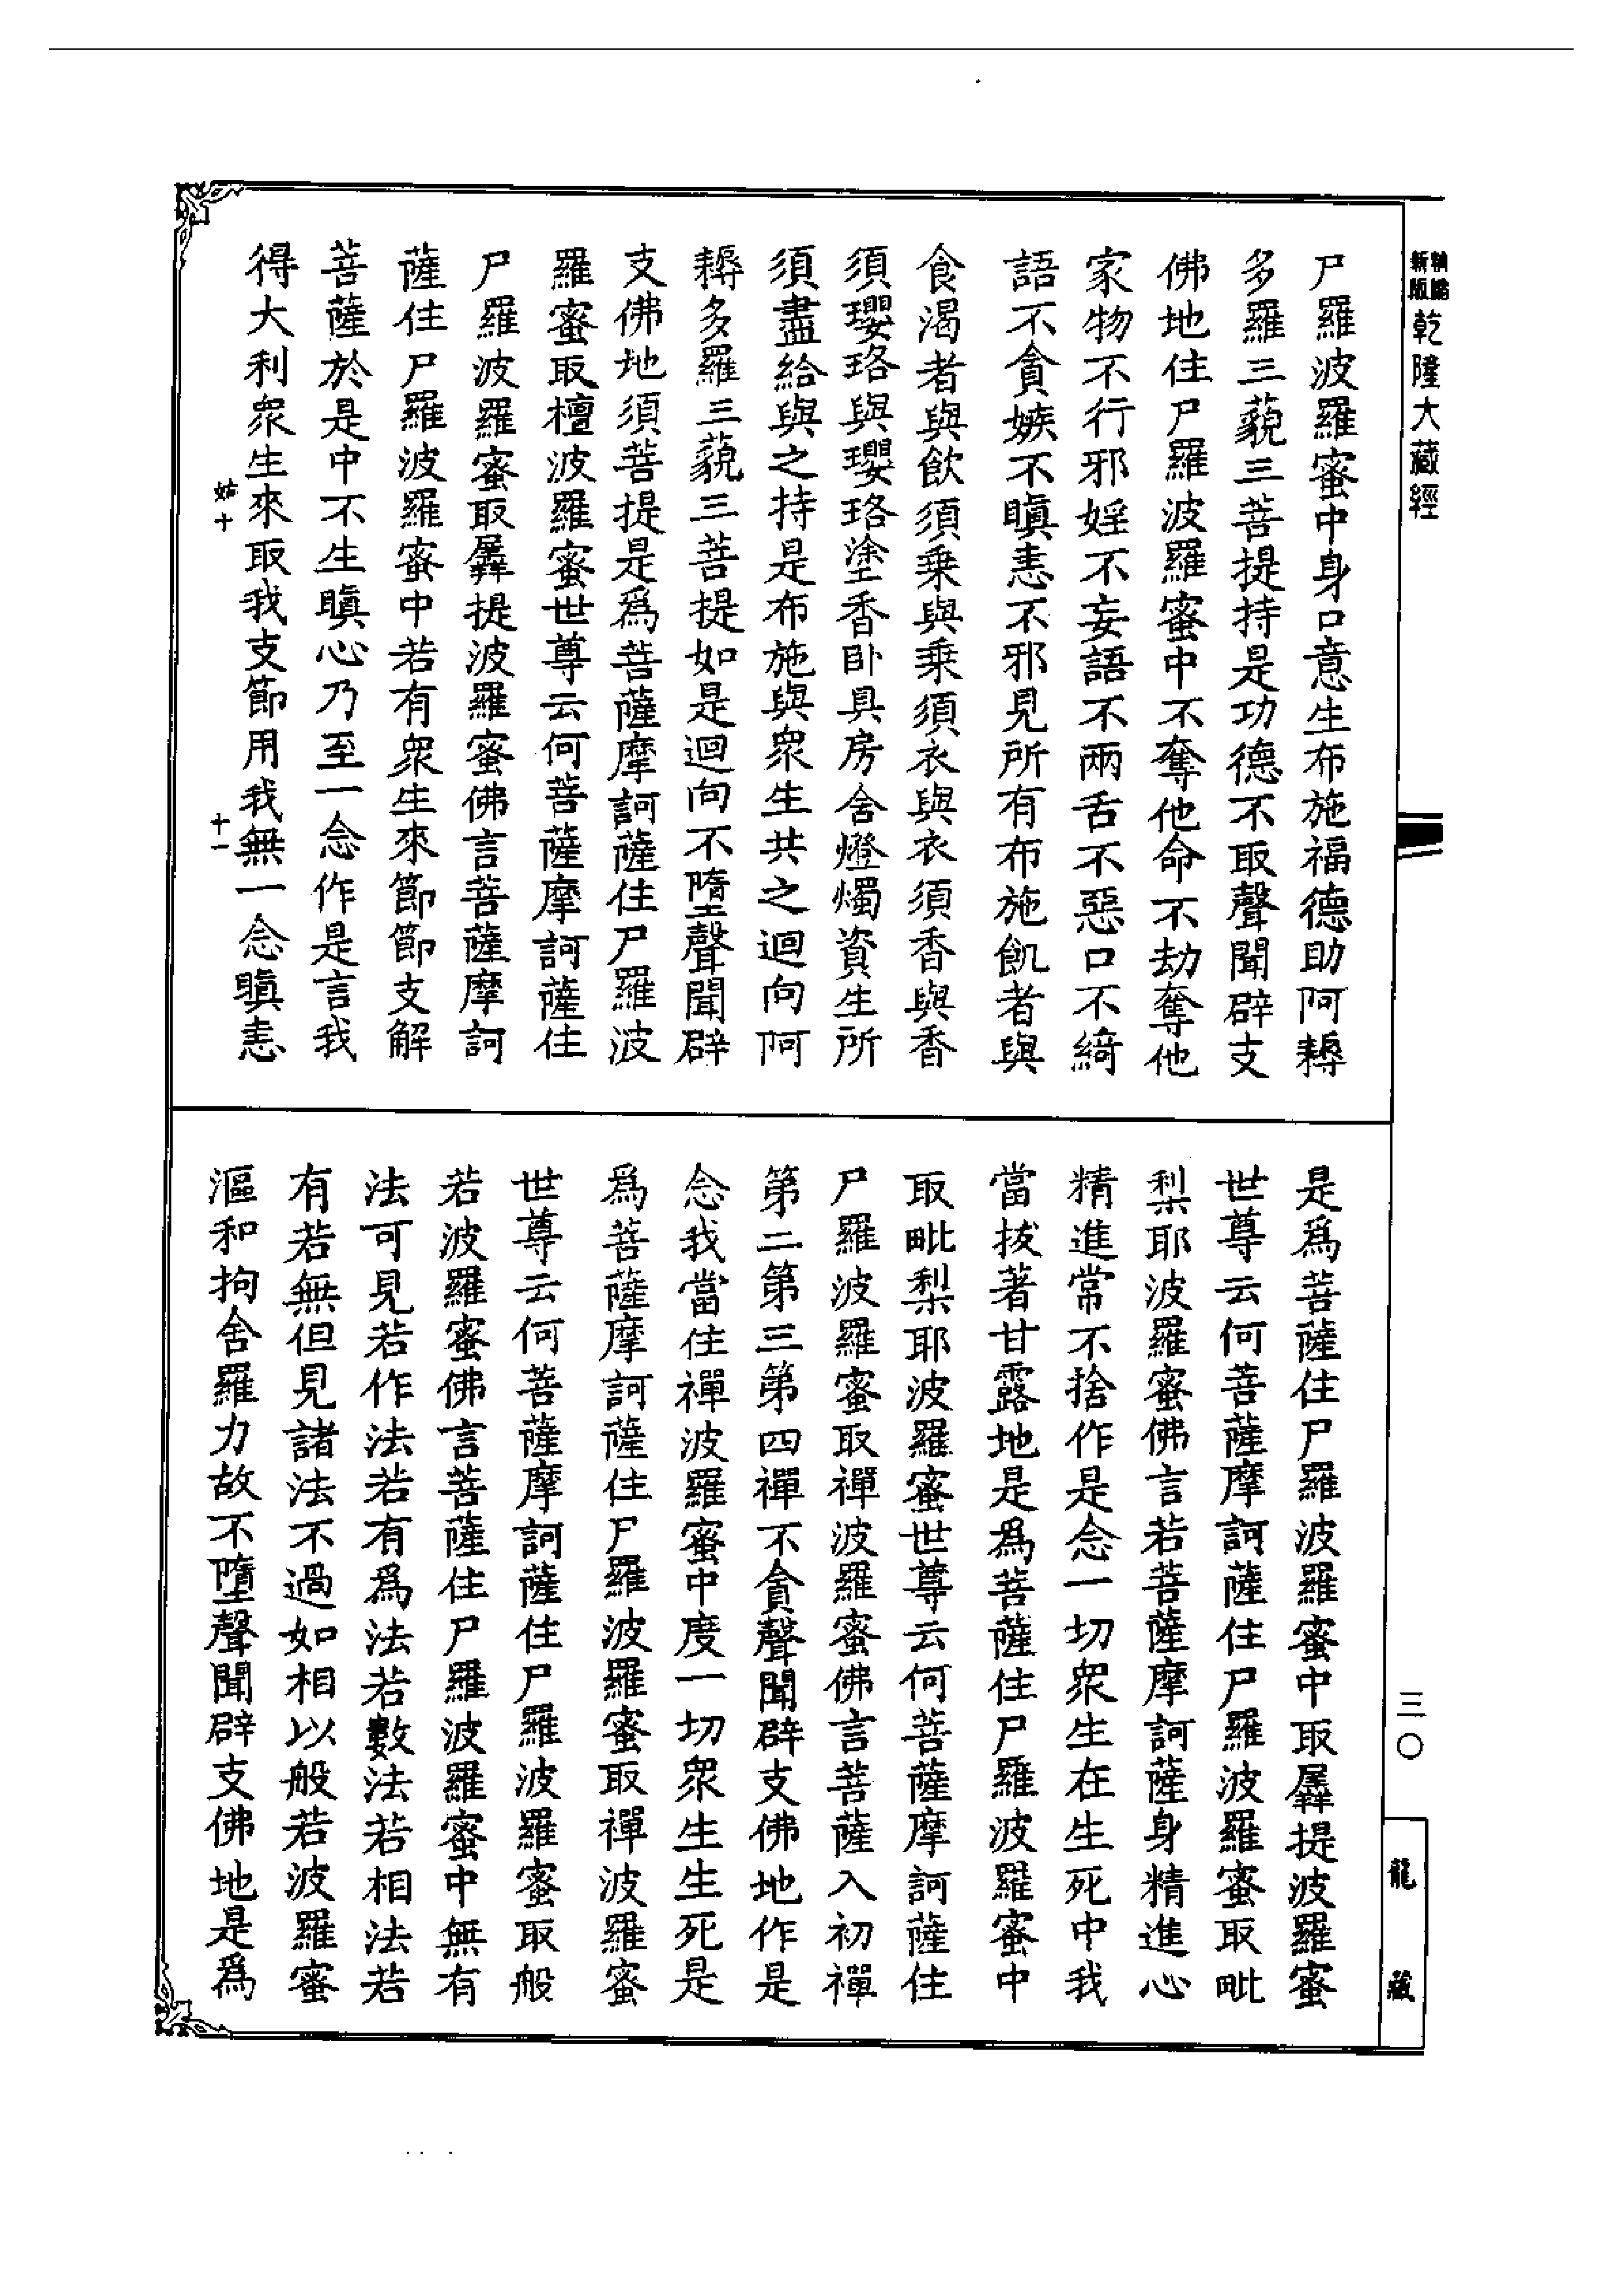 新版
精縮
乾隆大藏經
尸羅波羅蜜中身口意生布施福德助阿耨
多羅三藐三菩提持是功德不取聲聞辟支
佛地住尸羅波羅蜜中不奪他命不劫奪他
家物不行邪婬不妄語不兩舌不惡口不綺
語不貪嫉不瞋恚不邪見所有布施飢者與
食渴者與飲須乘與乘須衣與衣須香與香
須瓔珞與瓔珞塗香卧具房舍燈燭資生所
須盡給與之持是布施與眾生共之迴向阿
耨多羅三藐三菩提如是迴向不墮聲聞辟
支佛地須菩提是為菩薩摩訶薩住尸羅波
羅蜜取檀波羅蜜世尊云何菩薩摩訶薩住
尸羅波羅蜜取羼提波羅蜜佛言菩薩摩訶
薩住尸羅波羅蜜中若有眾生來節節支解
菩薩於是中不生瞋心乃至一念作是言我
得大利眾生來取我支節用我無一念瞋恚
十
十一
是為菩薩住尸羅波羅蜜中取羼提波羅蜜
世尊云何菩薩摩訶薩住尸羅波羅蜜取毗
梨耶波羅蜜佛言若菩薩摩訶薩身精進心
精進常不捨作是念一切眾生在生死中我
當拔著甘露地是為菩薩住尸羅波羅蜜中
取毗梨耶波羅蜜世尊云何菩薩摩訶薩住
尸羅波羅蜜取禪波羅蜜佛言菩薩入初禪
第二第三第四禪不貪聲聞辟支佛地作是
念我當住禪波羅蜜中度一切眾生生死是
為菩薩摩訶薩住尸羅波羅蜜取禪波羅蜜
世尊云何菩薩摩訶薩住尸羅波羅蜜取般
若波羅蜜佛言菩薩住尸羅波羅蜜中無有
法可見若作法若有為法若數法若相法若
有若無但見諸法不過如相以般若波羅蜜
漚和拘舍羅力故不墮聲聞辟支佛地是為
三〇
龍藏